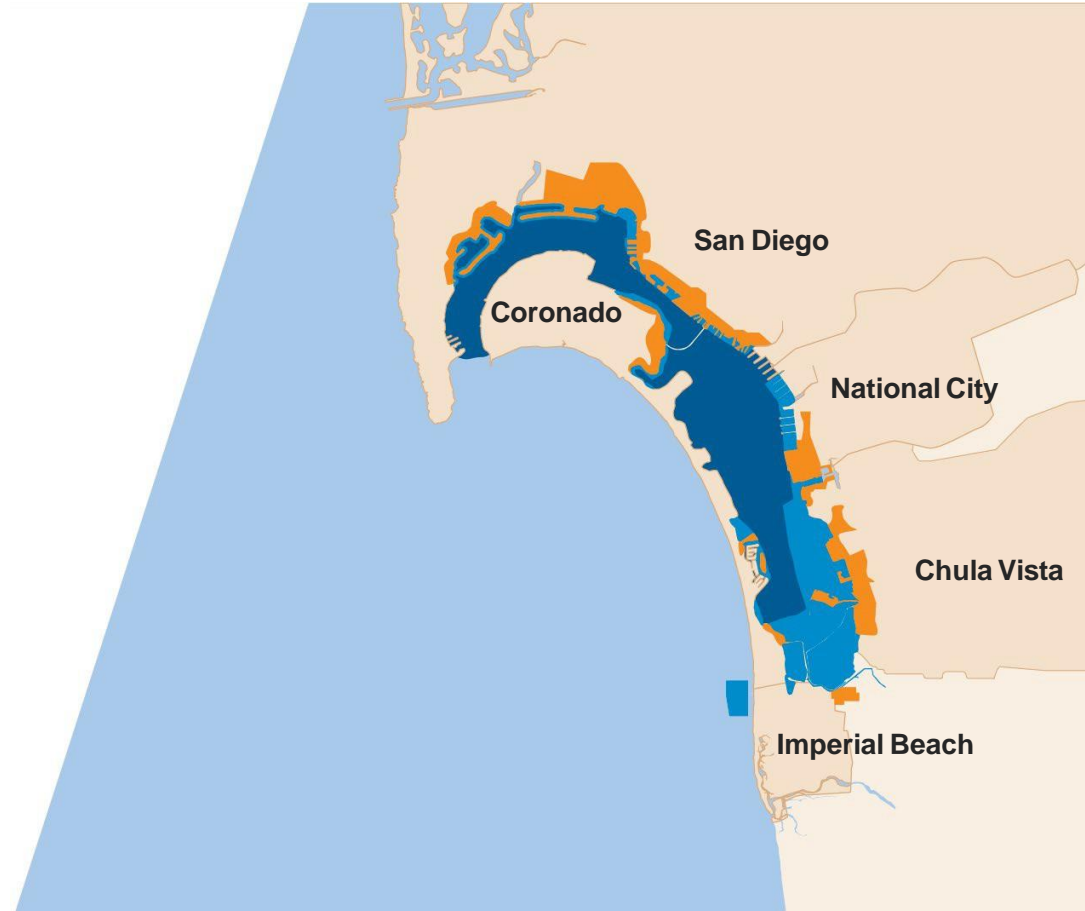 San Diego
Coronado
National City
Chula Vista
Imperial Beach